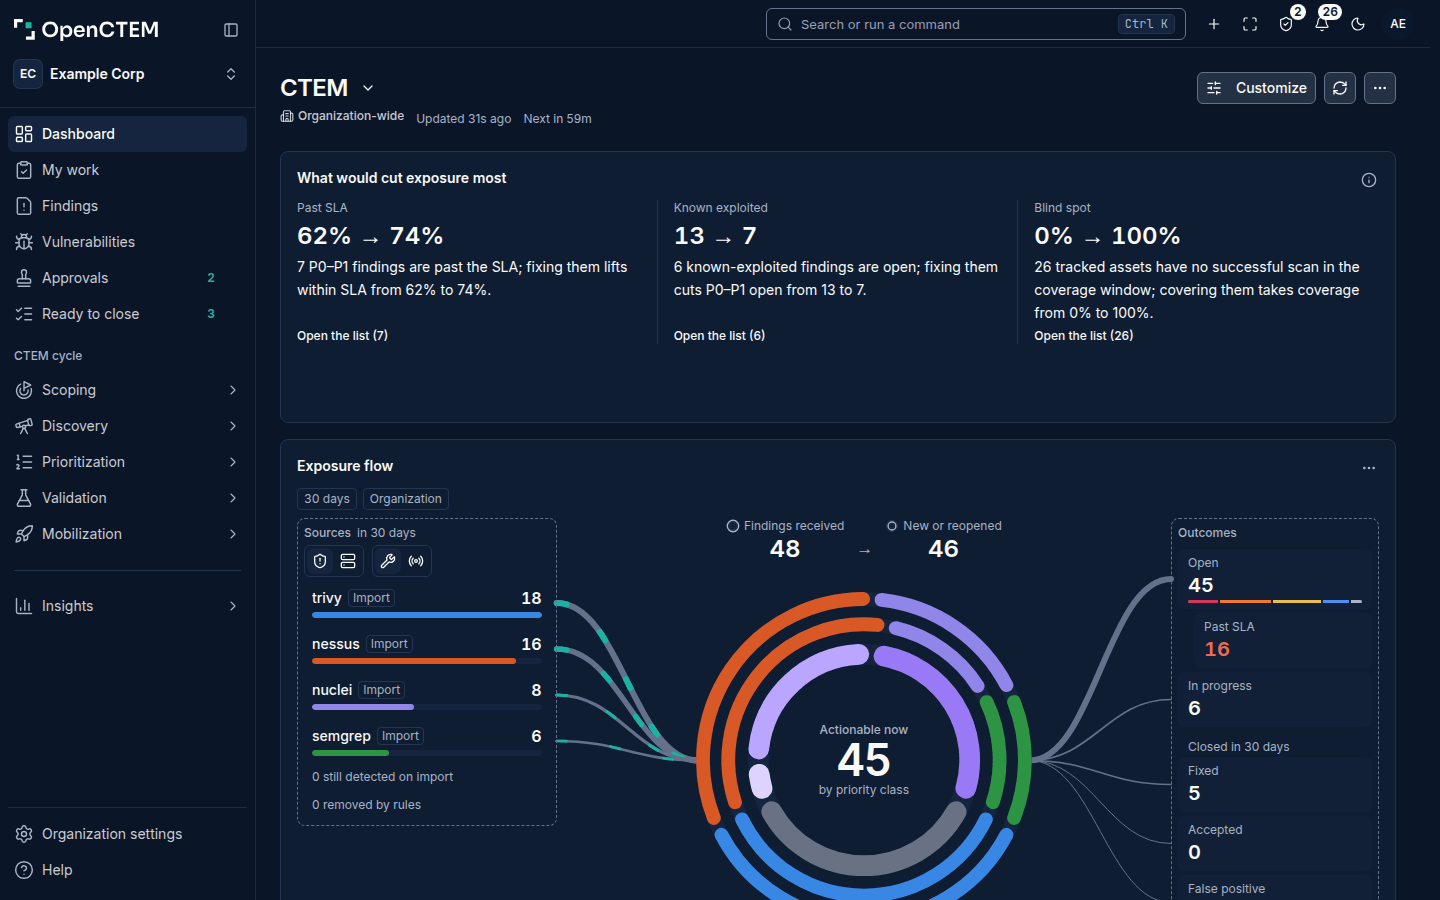 OpenCTEM
Search or run a command
Ctrl K
2
26
AE
EC
Example Corp
Dashboard
My work
Findings
Vulnerabilities
Approvals
2
Ready to close
3
CTEM cycle
Scoping
Discovery
Prioritization
Validation
Mobilization
Insights
Organization settings
Help
CTEM
Customize
Organization-wide
Updated 31s ago
Next in 59m
What would cut exposure most
Past SLA
62% → 74%
7 P0–P1 findings are past the SLA; fixing them lifts
within SLA from 62% to 74%.
Open the list (7)
Known exploited
13 → 7
6 known-exploited findings are open; fixing them
cuts P0–P1 open from 13 to 7.
Open the list (6)
Blind spot
0% → 100%
26 tracked assets have no successful scan in the
coverage window; covering them takes coverage
from 0% to 100%.
Open the list (26)
Exposure flow
30 days
Organization
Sources in 30 days
trivy Import 18
nessus Import 16
nuclei Import 8
semgrep Import 6
0 still detected on import
0 removed by rules
Findings received
48
→
New or reopened
46
Actionable now
45
by priority class
Outcomes
Open
45
Past SLA
16
In progress
6
Closed in 30 days
Fixed
5
Accepted
0
False positive